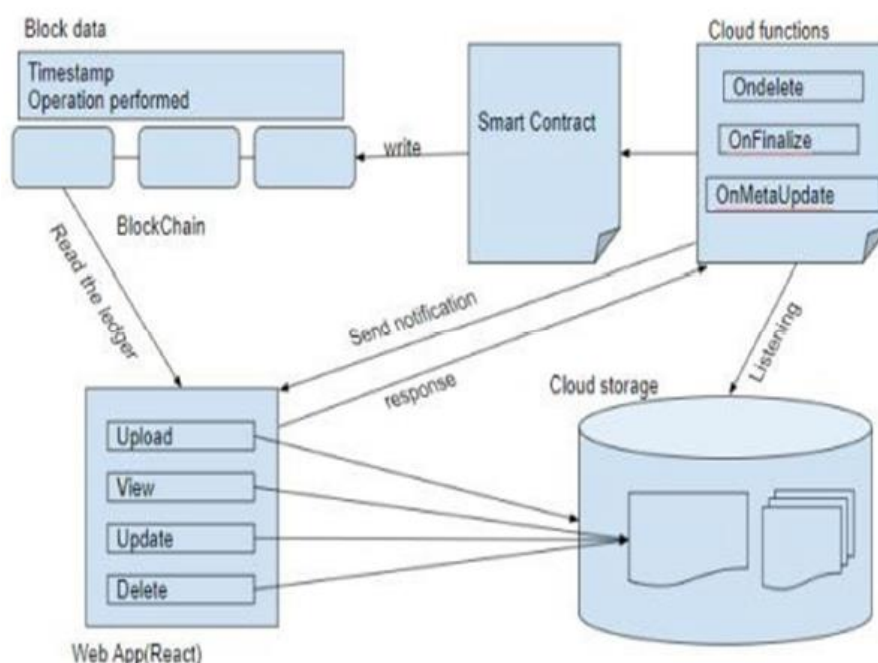 Block data
Timestamp
Operation performed
BlockChain
write
Smart Contract
Cloud functions
Ondelete
OnFinalize
OnMetaUpdate
Read the ledger
Send notification
response
Listening
Cloud storage
Upload
View
Update
Delete
Web App(React)